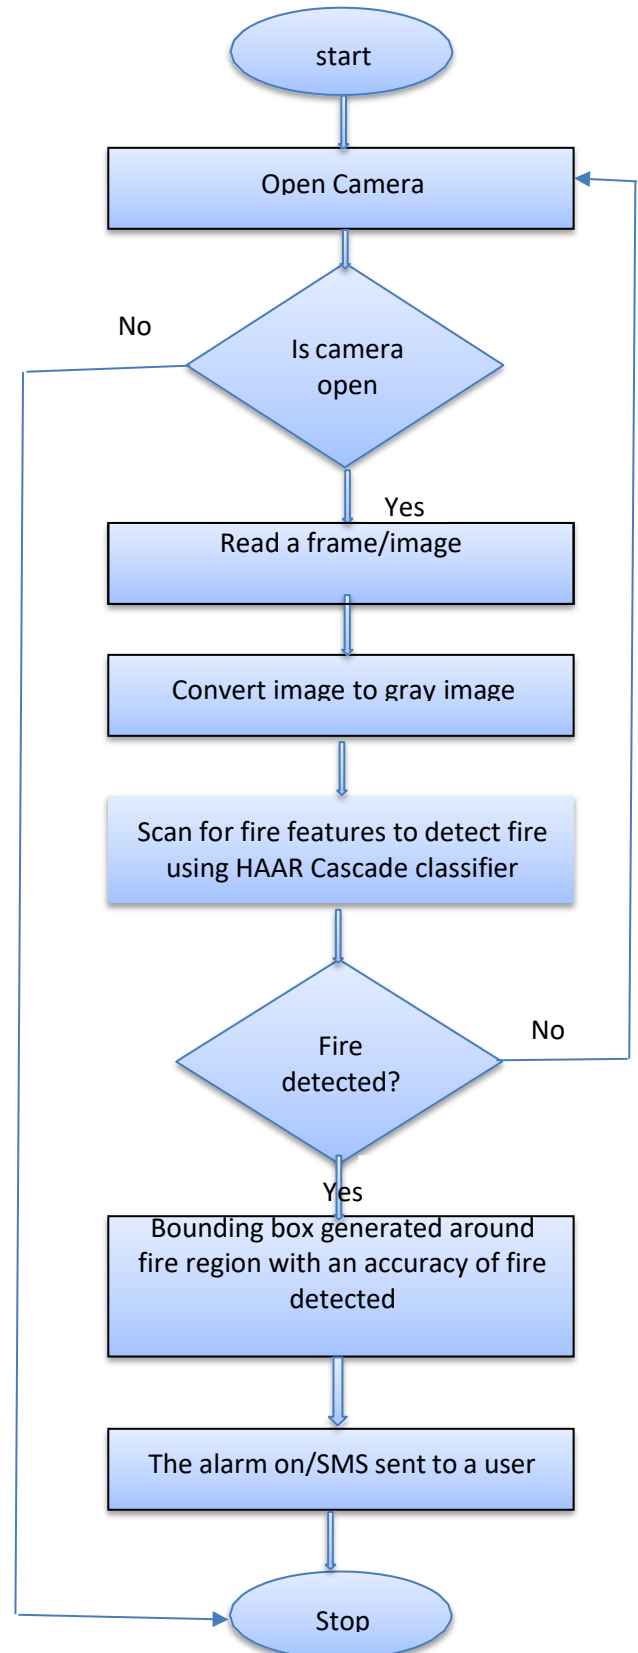 start
Open Camera
No
Is camera
open
Yes
Read a frame/image
Convert image to gray image
Scan for fire features to detect fire
using HAAR Cascade classifier
No
Fire
detected?
Yes
Bounding box generated around
fire region with an accuracy of fire
detected
The alarm on/SMS sent to a user
Stop